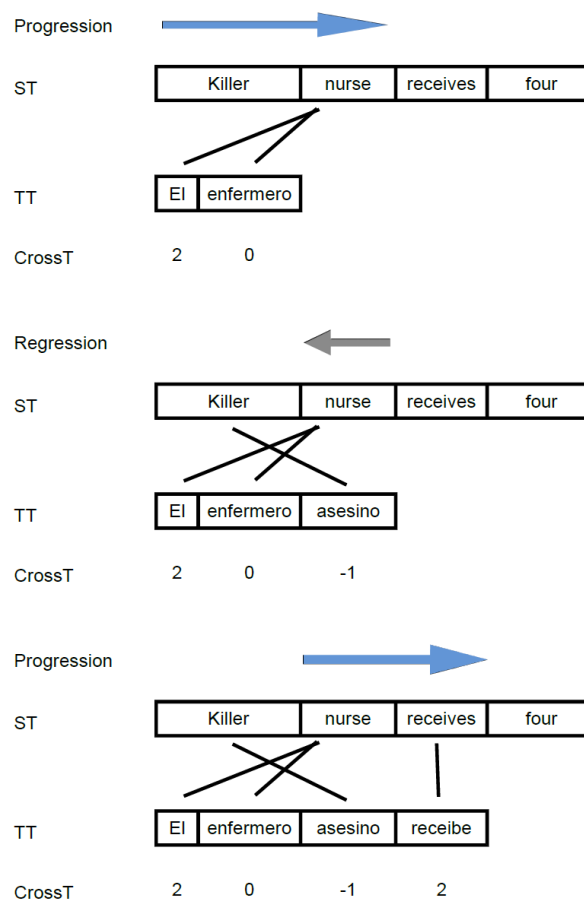 Progression
ST Killer nurse receives four
TT El enfermero
CrossT 2 0
Regression
ST Killer nurse receives four
TT El enfermero asesino
CrossT 2 0 -1
Progression
ST Killer nurse receives four
TT El enfermero asesino receibe
CrossT 2 0 -1 2